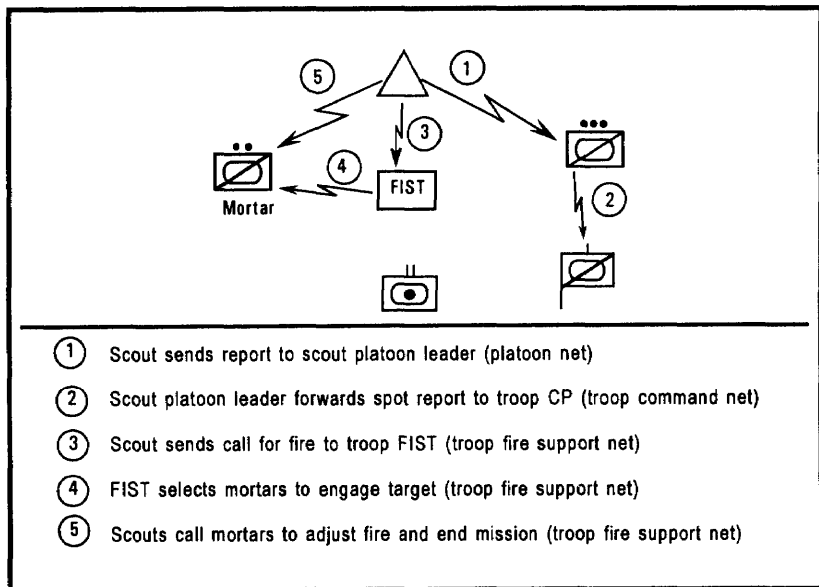 5
1
3
4
FIST
2
Mortar
1 Scout sends report to scout platoon leader (platoon net)
2 Scout platoon leader forwards spot report to troop CP (troop command net)
3 Scout sends call for fire to troop FIST (troop fire support net)
4 FIST selects mortars to engage target (troop fire support net)
5 Scouts call mortars to adjust fire and end mission (troop fire support net)